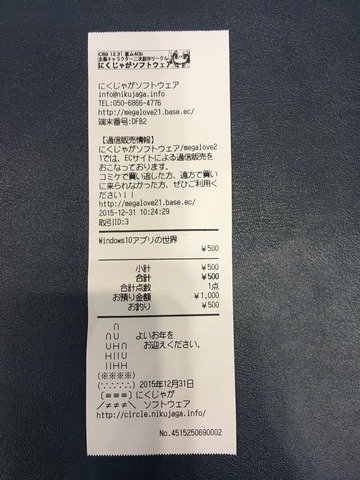 C89 12.31 東ム40b
企業キャラクター二次創作サークル
にくじゃがソフトウェア
にくじゃがソフトウェア
info@nikujaga.info
TEL:050-6866-4776
http://megalove21.base.ec/
端末番号:DFB2
【通信販売情報】
にくじゃがソフトウェア/megalove2
1では、ECサイトによる通信販売を
おこなっております。
コミケで買い逃した方、遠方で買い
に来られなかった方、ぜひご利用く
ださい!!
http://megalove21.base.ec/
2015-12-31 10:24:29
取引ID:3
Windows10アプリの世界
¥500
小計 ¥500
合計 ¥500
合計点数 1点
お預り金額 ¥1,000
お釣り ¥500
∩
∩∪ よいお年を
∪H∩ お迎えください。
H||∪
||HH
(※※※※)
(∵∴∵∴) 2015年12月31日
(===) にくじゃが
/≠≠≠\ ソフトウェア
http://circle.nikujaga.info/
No.4515250690002